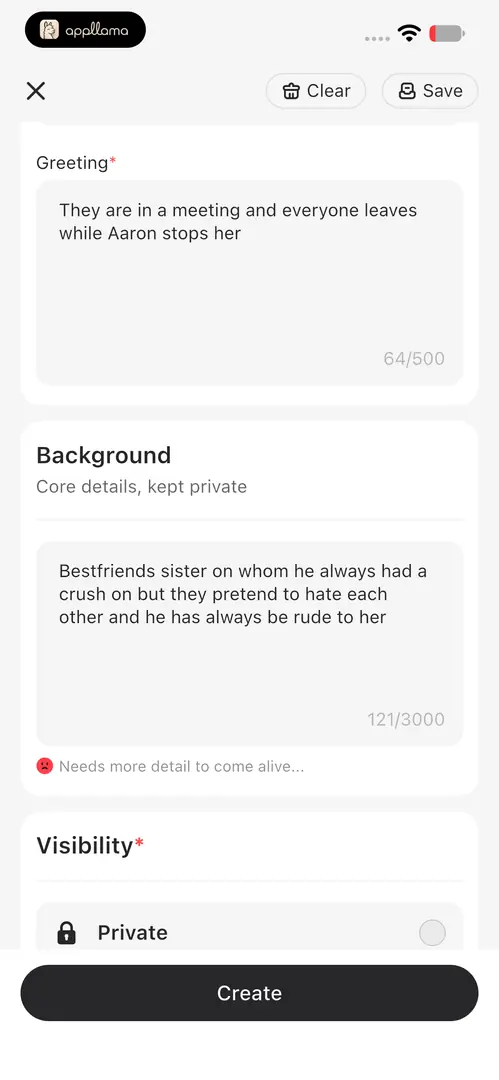 appllama
Clear
Save
Greeting*
They are in a meeting and everyone leaves
while Aaron stops her
64/500
Background
Core details, kept private
Bestfriends sister on whom he always had a
crush on but they pretend to hate each
other and he has always be rude to her
121/3000
Needs more detail to come alive...
Visibility*
Private
Create